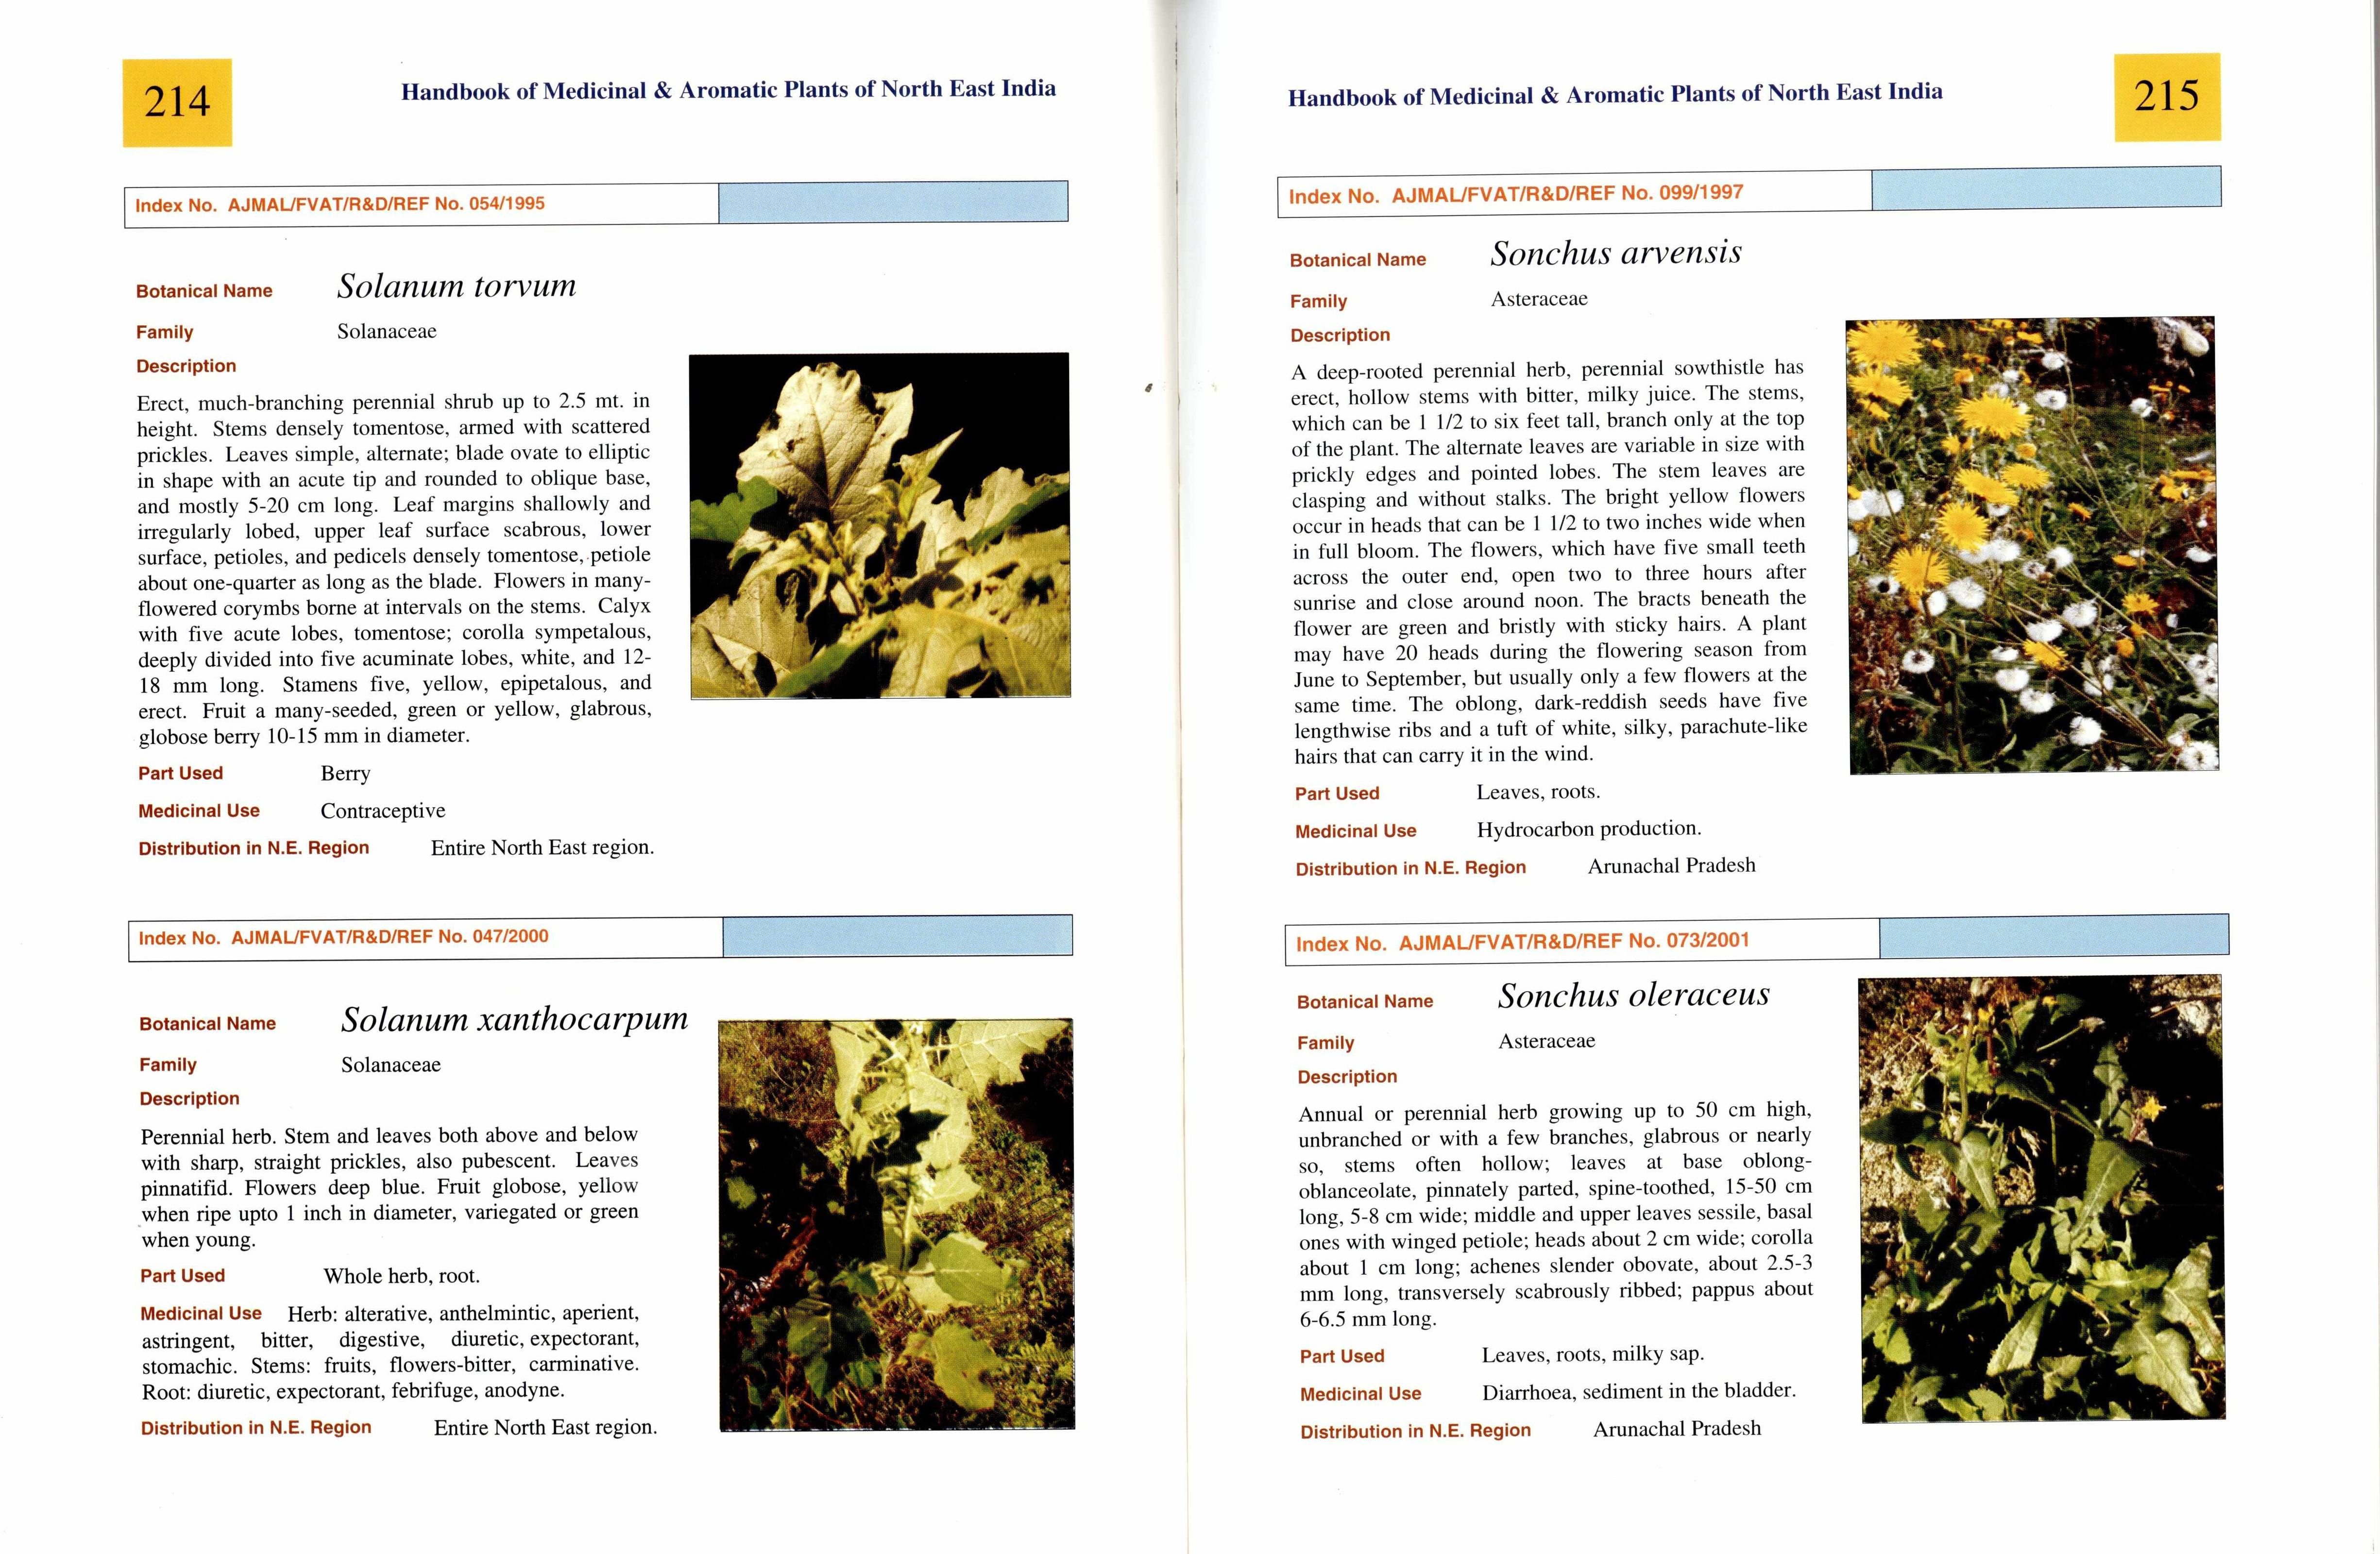 214
Handbook of Medicinal & Aromatic Plants of North East India
Index No. AJMAL/FVAT/R&D/REF No. 054/1995
Botanical Name Solanum torvum
Family Solanaceae
Description
Erect, much-branching perennial shrub up to 2.5 mt. in
height. Stems densely tomentose, armed with scattered
prickles. Leaves simple, alternate; blade ovate to elliptic
in shape with an acute tip and rounded to oblique base,
and mostly 5-20 cm long. Leaf margins shallowly and
irregularly lobed, upper leaf surface scabrous, lower
surface, petioles, and pedicels densely tomentose, petiole
about one-quarter as long as the blade. Flowers in many-
flowered corymbs borne at intervals on the stems. Calyx
with five acute lobes, tomentose; corolla sympetalous,
deeply divided into five acuminate lobes, white, and 12-
18 mm long. Stamens five, yellow, epipetalous, and
erect. Fruit a many-seeded, green or yellow, glabrous,
globose berry 10-15 mm in diameter.
Part Used Berry
Medicinal Use Contraceptive
Distribution in N.E. Region Entire North East region.
Index No. AJMAL/FVAT/R&D/REF No. 047/2000
Botanical Name Solanum xanthocarpum
Family Solanaceae
Description
Perennial herb. Stem and leaves both above and below
with sharp, straight prickles, also pubescent. Leaves
pinnatifid. Flowers deep blue. Fruit globose, yellow
when ripe upto 1 inch in diameter, variegated or green
when young.
Part Used Whole herb, root.
Medicinal Use Herb: alterative, anthelmintic, aperient,
astringent, bitter, digestive, diuretic, expectorant,
stomachic. Stems: fruits, flowers-bitter, carminative.
Root: diuretic, expectorant, febrifuge, anodyne.
Distribution in N.E. Region Entire North East region.
Handbook of Medicinal & Aromatic Plants of North East India
215
Index No. AJMAL/FVAT/R&D/REF No. 099/1997
Botanical Name Sonchus arvensis
Family Asteraceae
Description
A deep-rooted perennial herb, perennial sowthistle has
erect, hollow stems with bitter, milky juice. The stems,
which can be 1 1/2 to six feet tall, branch only at the top
of the plant. The alternate leaves are variable in size with
prickly edges and pointed lobes. The stem leaves are
clasping and without stalks. The bright yellow flowers
occur in heads that can be 1 1/2 to two inches wide when
in full bloom. The flowers, which have five small teeth
across the outer end, open two to three hours after
sunrise and close around noon. The bracts beneath the
flower are green and bristly with sticky hairs. A plant
may have 20 heads during the flowering season from
June to September, but usually only a few flowers at the
same time. The oblong, dark-reddish seeds have five
lengthwise ribs and a tuft of white, silky, parachute-like
hairs that can carry it in the wind.
Part Used Leaves, roots.
Medicinal Use Hydrocarbon production.
Distribution in N.E. Region Arunachal Pradesh
Index No. AJMAL/FVAT/R&D/REF No. 073/2001
Botanical Name Sonchus oleraceus
Family Asteraceae
Description
Annual or perennial herb growing up to 50 cm high,
unbranched or with a few branches, glabrous or nearly
so, stems often hollow; leaves at base oblong-
oblanceolate, pinnately parted, spine-toothed, 15-50 cm
long, 5-8 cm wide; middle and upper leaves sessile, basal
ones with winged petiole; heads about 2 cm wide; corolla
about 1 cm long; achenes slender obovate, about 2.5-3
mm long, transversely scabrously ribbed; pappus about
6-6.5 mm long.
Part Used Leaves, roots, milky sap.
Medicinal Use Diarrhoea, sediment in the bladder.
Distribution in N.E. Region Arunachal Pradesh